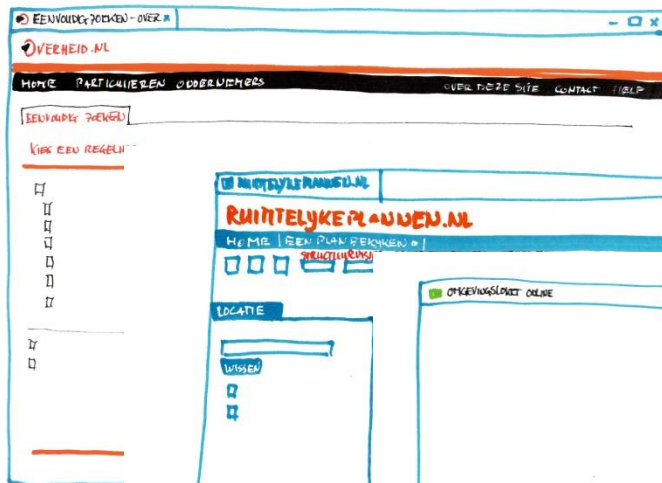 EENVOUDIG ZOEKEN - OVER x
OVERHEID.NL
HOME PARTICULIEREN ONDERNEMERS OVER DEZE SITE CONTACT HELP
EENVOUDIG ZOEKEN
KIES EEN REGELI
RUIMTELIJKEPLANNEN.NL
RUIMTELIJKEPLANNEN.NL
HOME | EEN PLAN BEKIJKEN
STRUCTUURVISI
LOCATIE
WISSEN
OMGEVINGSLOKET ONLINE